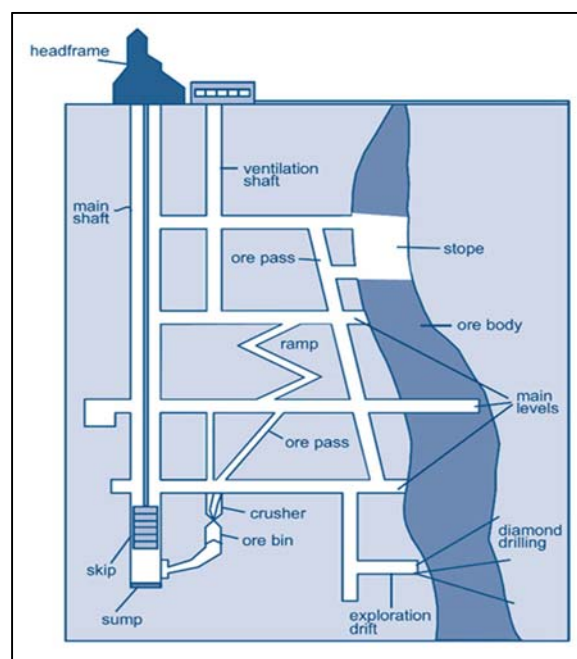 headframe
ventilation
shaft
main
shaft
ore pass
stope
ramp
ore body
main
levels
ore pass
crusher
ore bin
diamond
drilling
skip
sump
exploration
drift